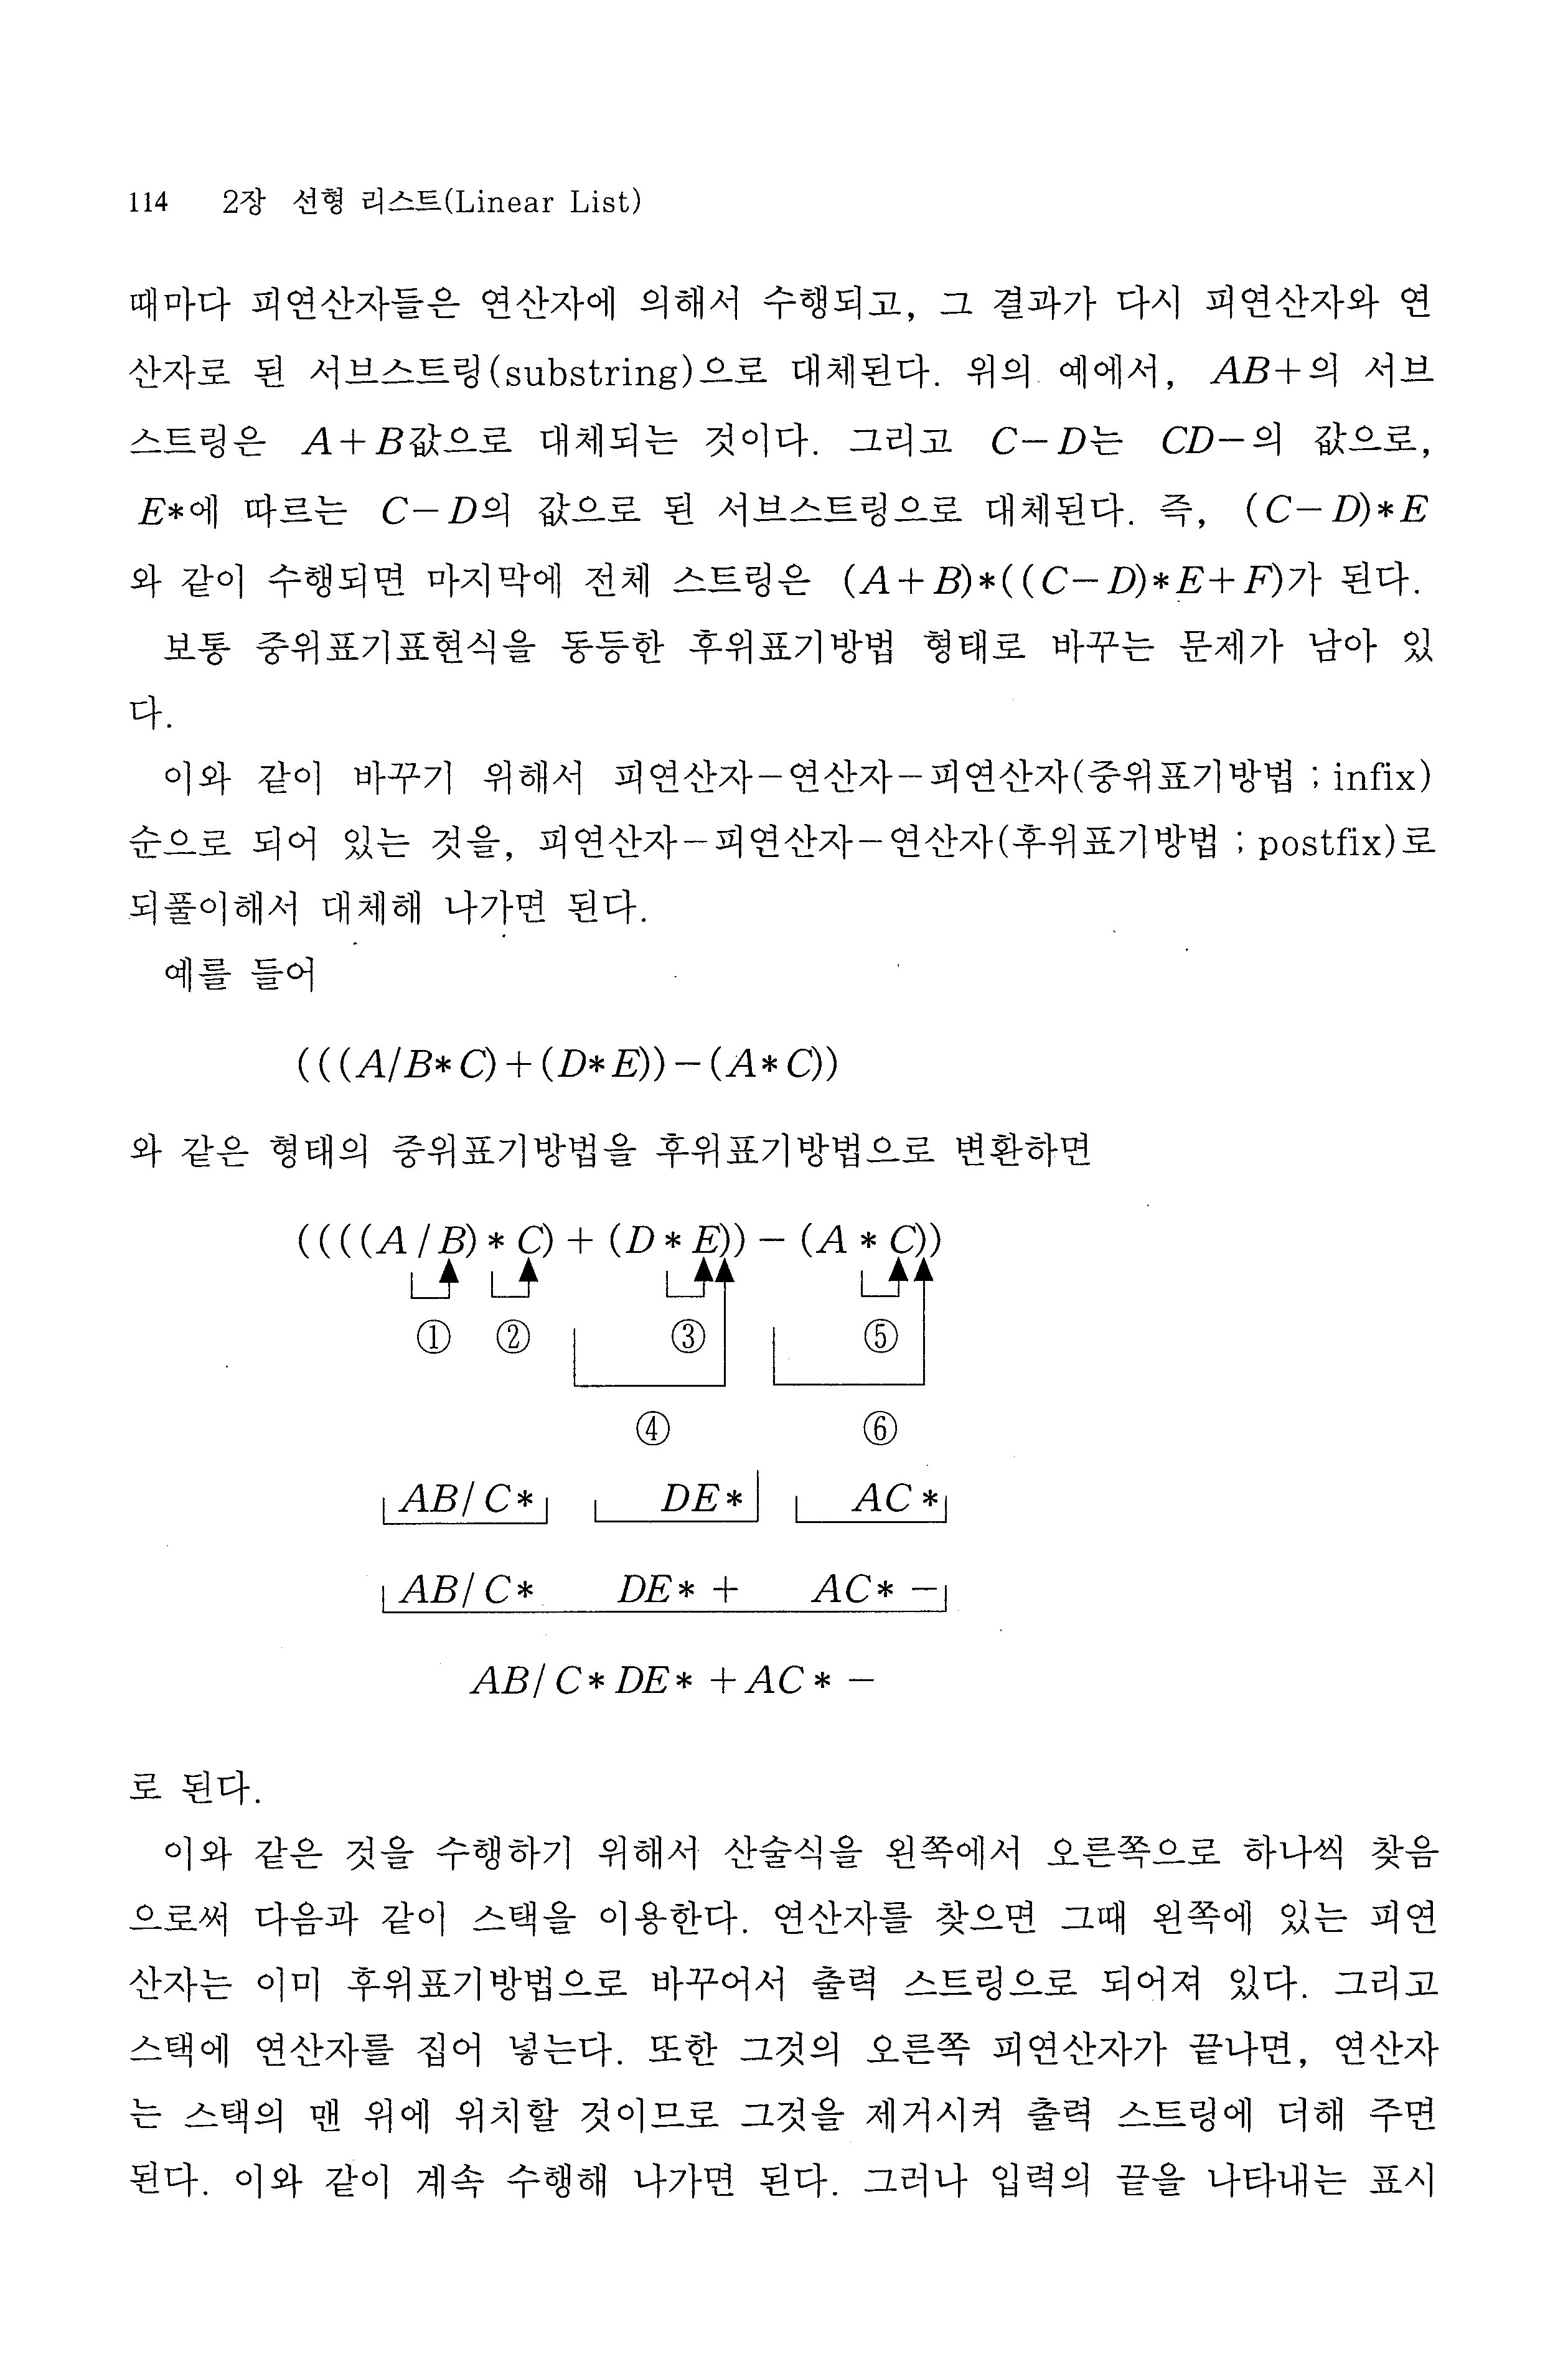 114 2장 선형 리스트(Linear List)
때마다 피연산자들은 연산자에 의해서 수행되고, 그 결과가 다시 피연산자와 연
산자로 된 서브스트링(substring)으로 대체된다. 위의 예에서, AB+의 서브
스트링은 A+B값으로 대체되는 것이다. 그리고 C-D는 CD-의 값으로,
E*에 따르는 C-D의 값으로 된 서브스트링으로 대체된다. 즉, (C-D)*E
와 같이 수행되면 마지막에 전체 스트링은 (A+B)*((C-D)*E+F)가 된다.
보통 중위표기표현식을 동등한 후위표기방법 형태로 바꾸는 문제가 남아 있
다.
이와 같이 바꾸기 위해서 피연산자-연산자-피연산자(중위표기방법 ; infix)
순으로 되어 있는 것을, 피연산자-피연산자-연산자(후위표기방법 ; postfix)로
되풀이해서 대체해 나가면 된다.
예를 들어
(((A/B*C)+(D*E))-(A*C))
와 같은 형태의 중위표기방법을 후위표기방법으로 변환하면
((((A/B)*C)+(D*E))-(A*C))
① ② ③ ⑤
④ ⑥
AB/C* DE* AC*
AB/C* DE*+ AC*-
AB/C*DE*+AC*-
로 된다.
이와 같은 것을 수행하기 위해서 산술식을 왼쪽에서 오른쪽으로 하나씩 찾음
으로써 다음과 같이 스택을 이용한다. 연산자를 찾으면 그때 왼쪽에 있는 피연
산자는 이미 후위표기방법으로 바꾸어서 출력 스트링으로 되어져 있다. 그리고
스택에 연산자를 집어 넣는다. 또한 그것의 오른쪽 피연산자가 끝나면, 연산자
는 스택의 맨 위에 위치할 것이므로 그것을 제거시켜 출력 스트링에 더해 주면
된다. 이와 같이 계속 수행해 나가면 된다. 그러나 입력의 끝을 나타내는 표시